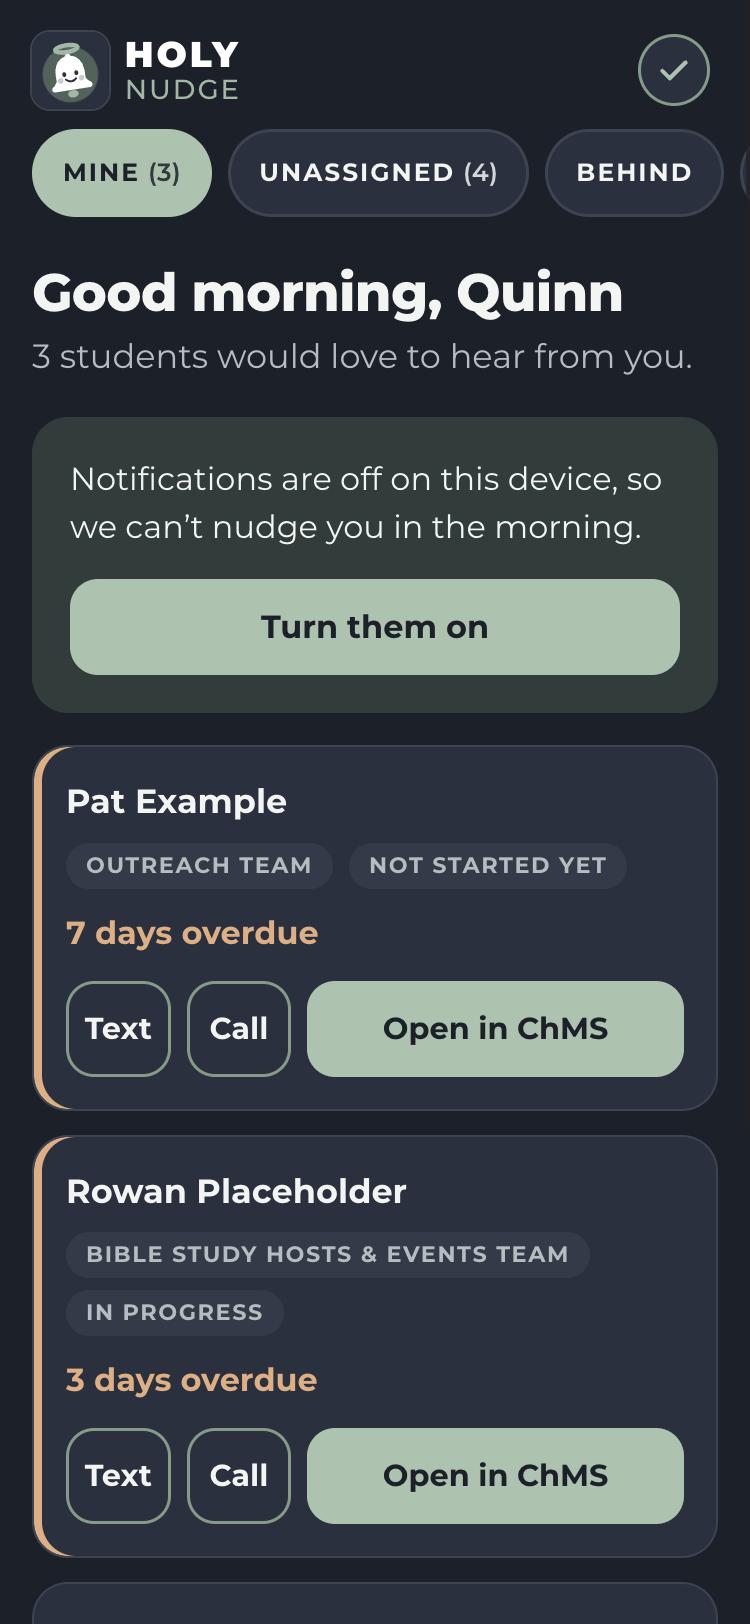 HOLY
NUDGE
MINE (3)
UNASSIGNED (4)
BEHIND
Good morning, Quinn
3 students would love to hear from you.
Notifications are off on this device, so
we can’t nudge you in the morning.
Turn them on
Pat Example
OUTREACH TEAM
NOT STARTED YET
7 days overdue
Text
Call
Open in ChMS
Rowan Placeholder
BIBLE STUDY HOSTS & EVENTS TEAM
IN PROGRESS
3 days overdue
Text
Call
Open in ChMS